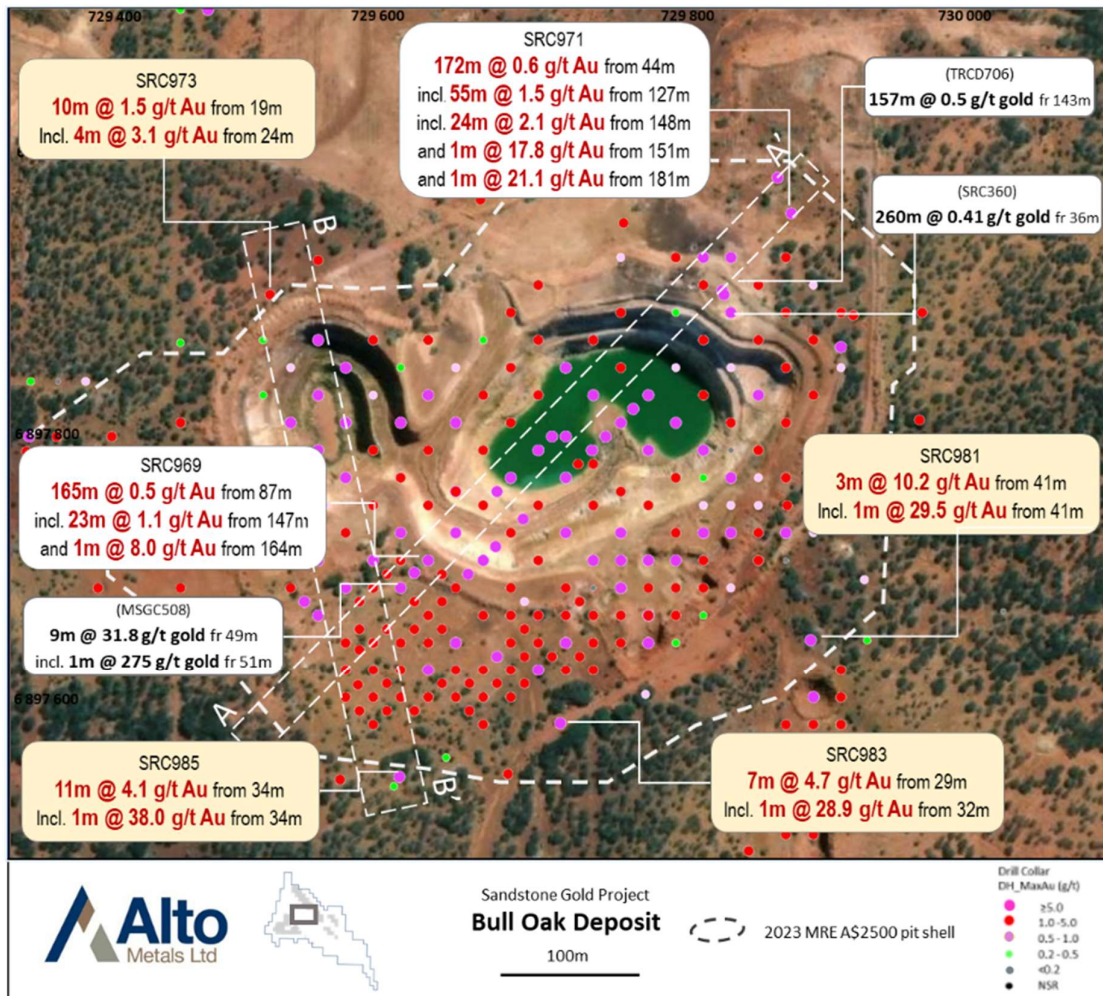 729 400
729 600
729 800
730 000
SRC973
10m @ 1.5 g/t Au from 19m
Incl. 4m @ 3.1 g/t Au from 24m
SRC971
172m @ 0.6 g/t Au from 44m
incl. 55m @ 1.5 g/t Au from 127m
incl. 24m @ 2.1 g/t Au from 148m
and 1m @ 17.8 g/t Au from 151m
and 1m @ 21.1 g/t Au from 181m
(TRCD706)
157m @ 0.5 g/t gold fr 143m
(SRC360)
260m @ 0.41 g/t gold fr 36m
A'
B
6 897 800
SRC969
165m @ 0.5 g/t Au from 87m
incl. 23m @ 1.1 g/t Au from 147m
and 1m @ 8.0 g/t Au from 164m
SRC981
3m @ 10.2 g/t Au from 41m
Incl. 1m @ 29.5 g/t Au from 41m
(MSGC508)
9m @ 31.8 g/t gold fr 49m
incl. 1m @ 275 g/t gold fr 51m
6 897 600
A
B'
SRC985
11m @ 4.1 g/t Au from 34m
Incl. 1m @ 38.0 g/t Au from 34m
SRC983
7m @ 4.7 g/t Au from 29m
Incl. 1m @ 28.9 g/t Au from 32m
Alto
Metals Ltd
Sandstone Gold Project
Bull Oak Deposit
100m
2023 MRE A$2500 pit shell
Drill Collar
DH_MaxAu (g/t)
≥5.0
1.0-5.0
0.5-1.0
0.2-0.5
<0.2
NSR